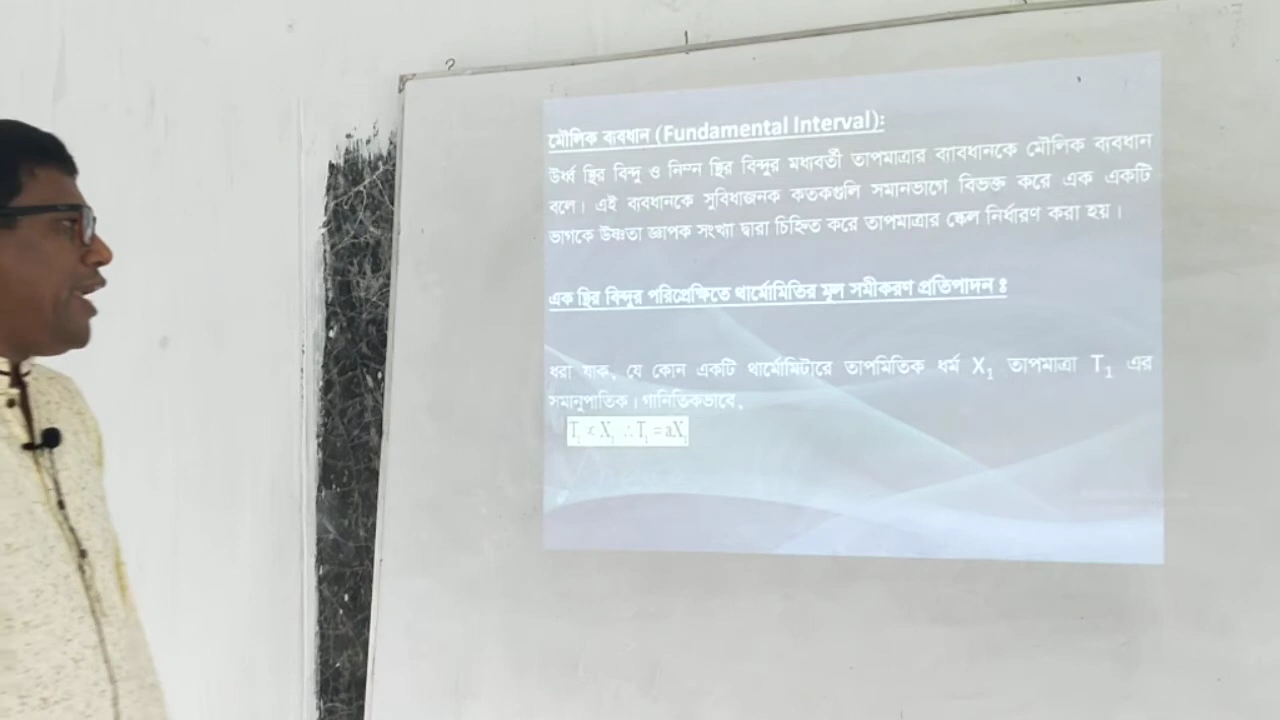 মৌলিক ব্যবধান (Fundamental Interval):
উর্ধ্ব স্থির বিন্দু ও নিম্ন স্থির বিন্দুর মধ্যবর্তী তাপমাত্রার ব্যাবধানকে মৌলিক ব্যবধান
বলে। এই ব্যবধানকে সুবিধাজনক কতকগুলি সমানভাগে বিভক্ত করে এক একটি
ভাগকে উষ্ণতা জ্ঞাপক সংখ্যা দ্বারা চিহ্নিত করে তাপমাত্রার স্কেল নির্ধারণ করা হয়।
এক স্থির বিন্দুর পরিপ্রেক্ষিতে থার্মোমিতির মূল সমীকরণ প্রতিপাদন ঃ
ধরা যাক, যে কোন একটি থার্মোমিটারে তাপমিতিক ধর্ম X₁ তাপমাত্রা T₁ এর
সমানুপাতিক। গানিতিকভাবে,
T₁ ∝ X₁ ∴ T₁ = aX₁